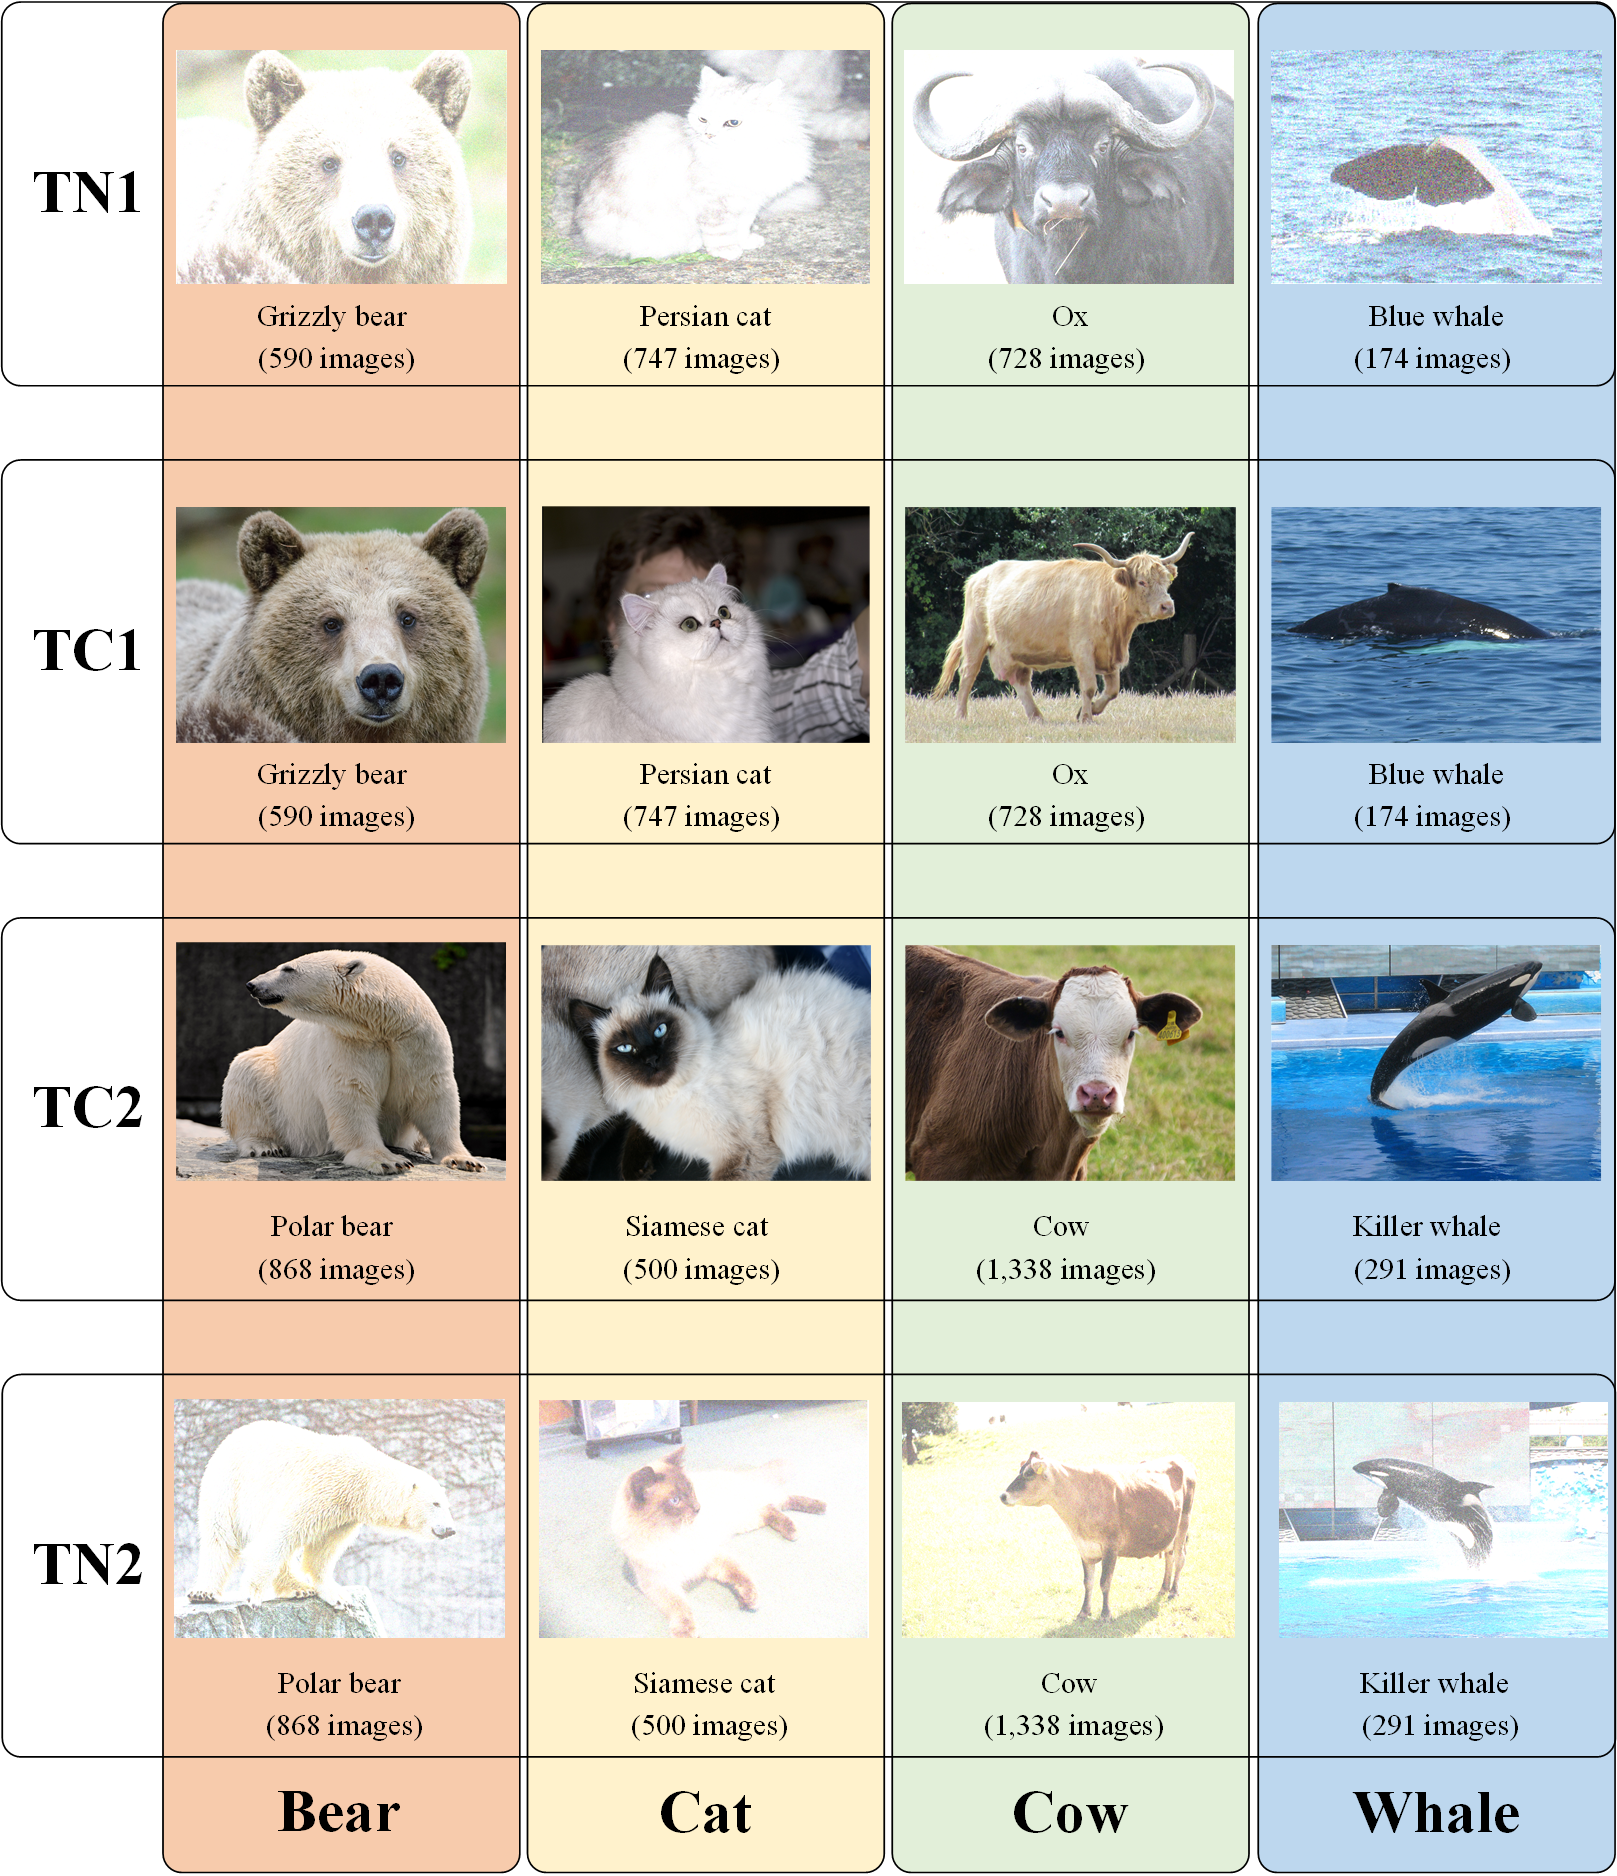 TN1
Grizzly bear
(590 images)
Persian cat
(747 images)
Ox
(728 images)
Blue whale
(174 images)
TC1
Grizzly bear
(590 images)
Persian cat
(747 images)
Ox
(728 images)
Blue whale
(174 images)
TC2
Polar bear
(868 images)
Siamese cat
(500 images)
Cow
(1,338 images)
Killer whale
(291 images)
TN2
Polar bear
(868 images)
Siamese cat
(500 images)
Cow
(1,338 images)
Killer whale
(291 images)
Bear
Cat
Cow
Whale